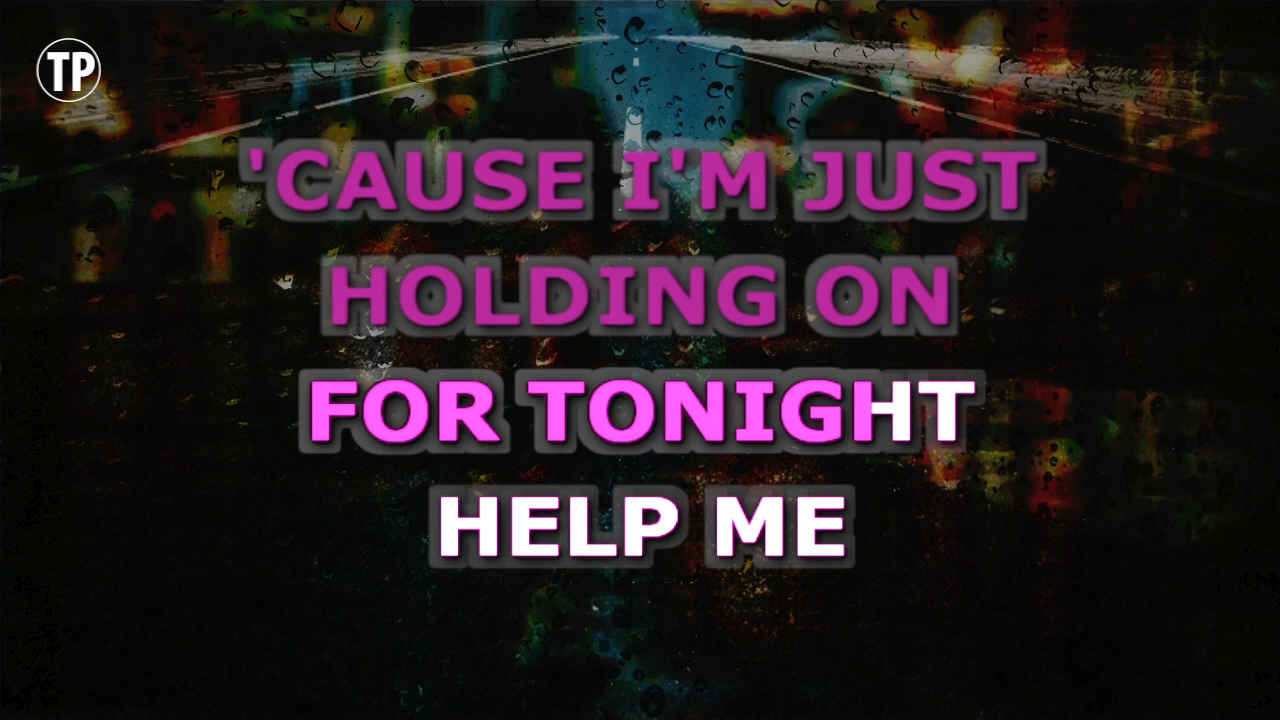 TP
'CAUSE I'M JUST
HOLDING ON
FOR TONIGHT
HELP ME